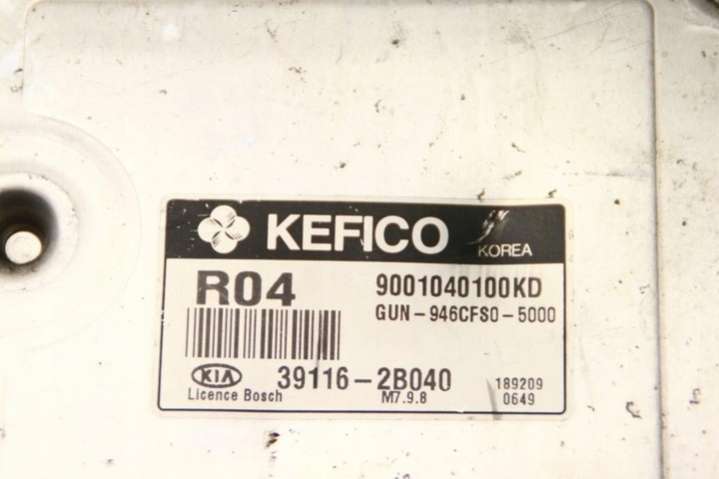 KEFICO KOREA
R04 9001040100KD
GUN-946CFS0-5000
KIA 39116-2B040 189209
Licence Bosch M7.9.8 0649